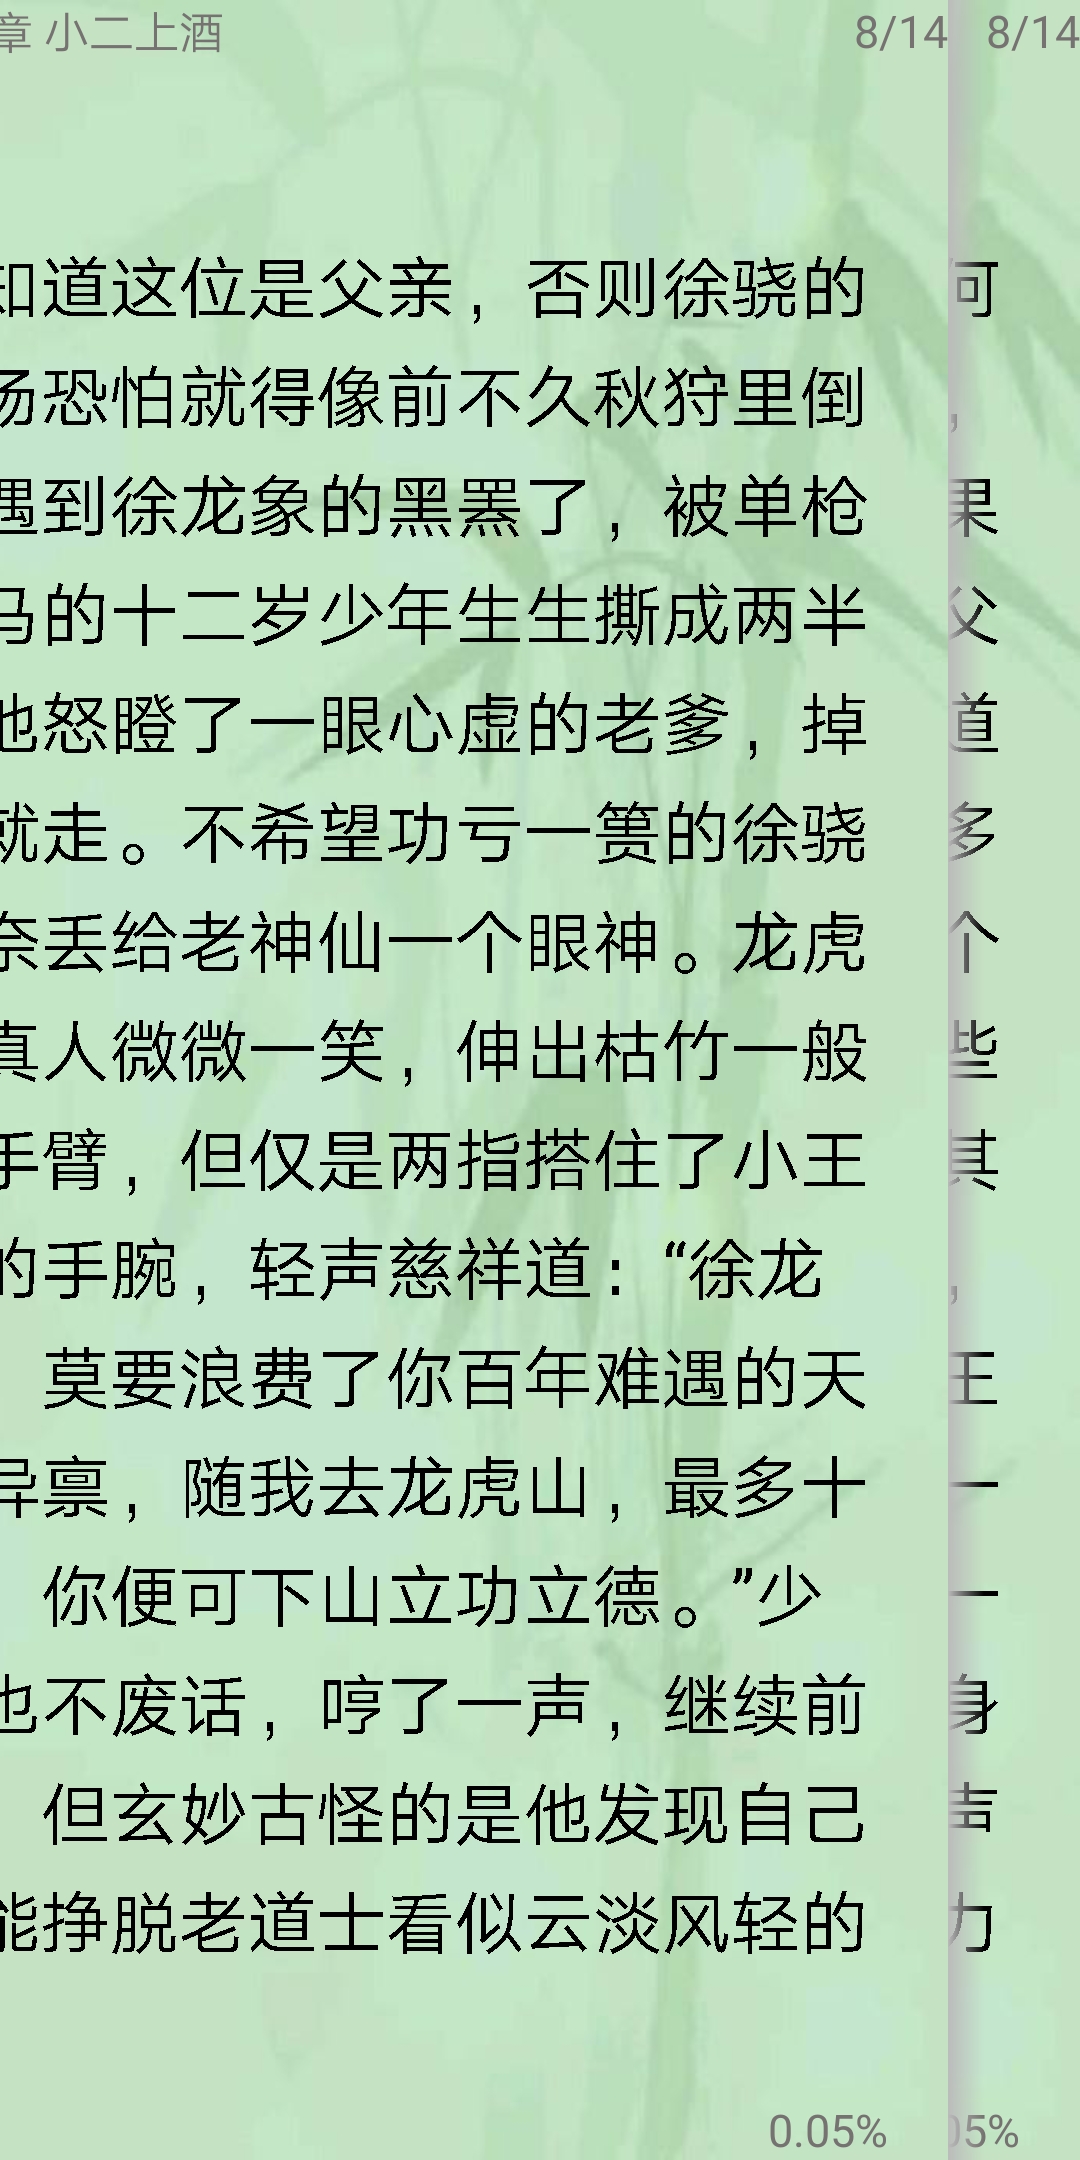 章 小二上酒
8/14
8/14
知道这位是父亲，否则徐骁的
何
场恐怕就得像前不久秋狩里倒
，
遇到徐龙象的黑罴了，被单枪
果
马的十二岁少年生生撕成两半
父
他怒瞪了一眼心虚的老爹，掉
道
就走。不希望功亏一篑的徐骁
多
奈丢给老神仙一个眼神。龙虎
个
真人微微一笑，伸出枯竹一般
些
手臂，但仅是两指搭住了小王
其
的手腕，轻声慈祥道：“徐龙
，
莫要浪费了你百年难遇的天
王
异禀，随我去龙虎山，最多十
一
你便可下山立功立德。”少
一
也不废话，哼了一声，继续前
身
但玄妙古怪的是他发现自己
声
能挣脱老道士看似云淡风轻的
力
0.05%
05%